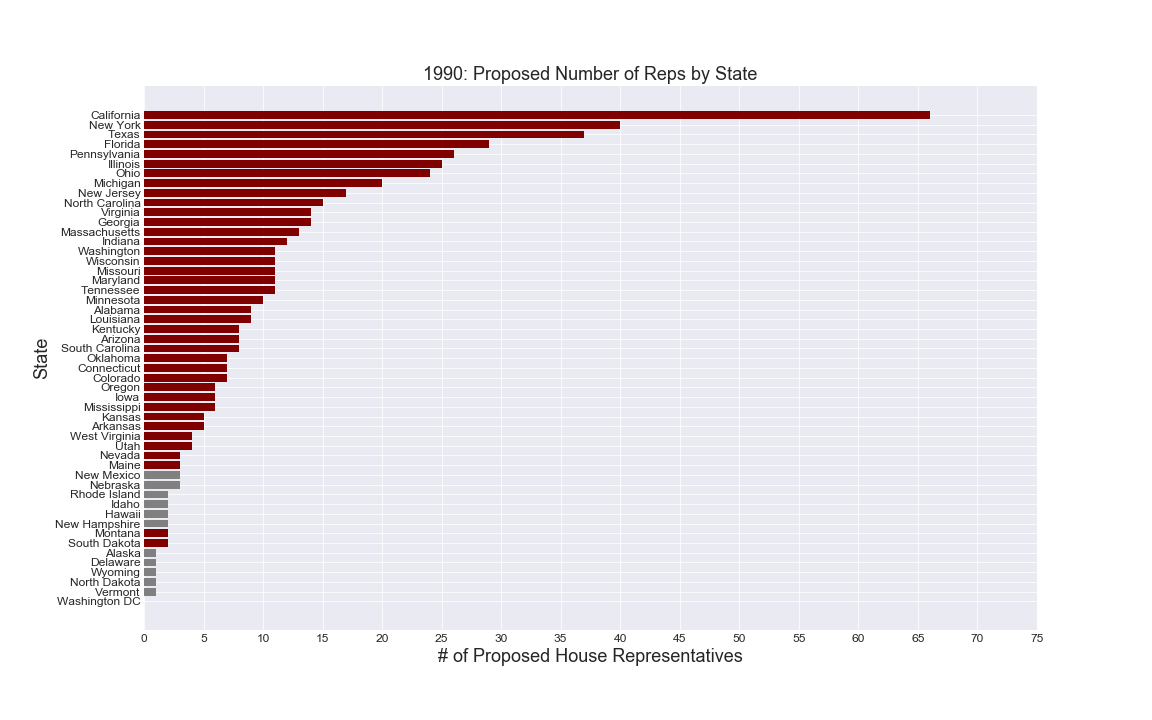 1990: Proposed Number of Reps by State
California
New York
Texas
Florida
Pennsylvania
Illinois
Ohio
Michigan
New Jersey
North Carolina
Virginia
Georgia
Massachusetts
Indiana
Washington
Wisconsin
Missouri
Maryland
Tennessee
Minnesota
Alabama
Louisiana
Kentucky
Arizona
South Carolina
Oklahoma
Connecticut
Colorado
Oregon
Iowa
Mississippi
Kansas
Arkansas
West Virginia
Utah
Nevada
Maine
New Mexico
Nebraska
Rhode Island
Idaho
Hawaii
New Hampshire
Montana
South Dakota
Alaska
Delaware
Wyoming
North Dakota
Vermont
Washington DC
State
0 5 10 15 20 25 30 35 40 45 50 55 60 65 70 75
# of Proposed House Representatives